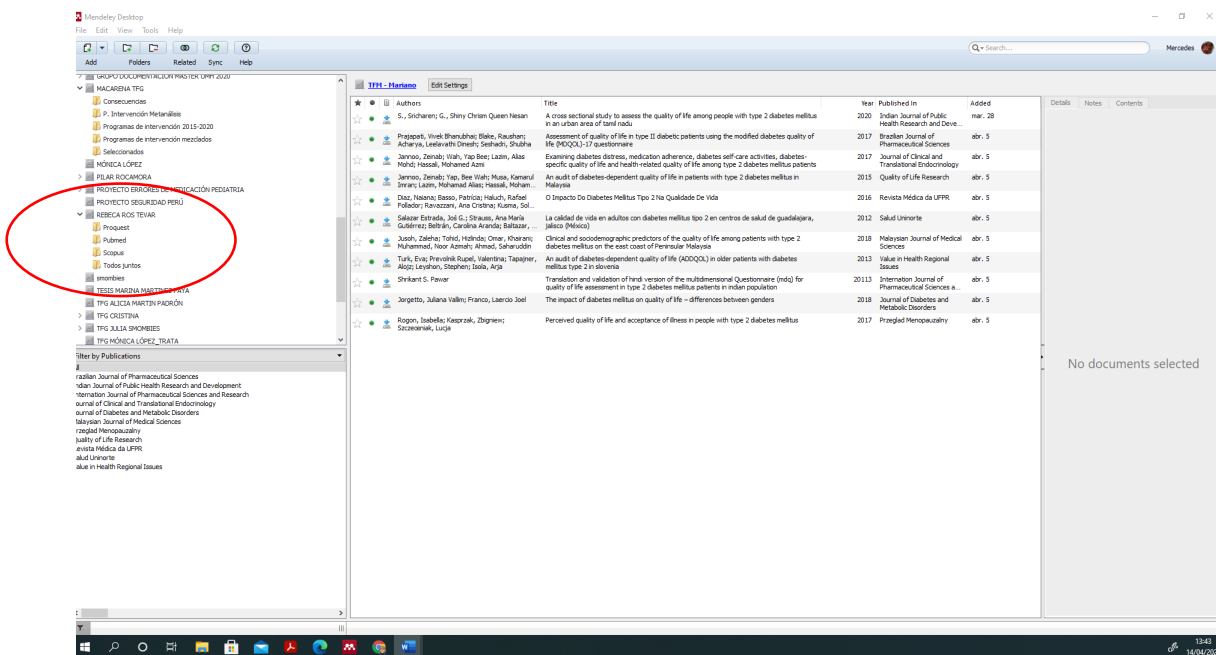 Mendeley Desktop
File Edit View Tools Help
Add Folders Related Sync Help
Search...
Mercedes
GRUPO DOCUMENTACIÓN MASTER UMH 2020
MACARENA TFG
Consecuencias
P. Intervención Metanálisis
Programas de intervención 2015-2020
Programas de intervención mezclados
Seleccionados
MÓNICA LÓPEZ
PILAR ROCAMORA
PROYECTO ERRORES DE MEDICACIÓN PEDIATRIA
PROYECTO SEGURIDAD PERÚ
REBECA ROS TEVAR
Proquest
Pubmed
Scopus
Todos juntos
smombies
TESIS MARINA MARTINEZ PAYA
TFG ALICIA MARTIN PADRÓN
TFG CRISTINA
TFG JULIA SMOMBIES
TFG MÓNICA LÓPEZ_TRATA
Filter by Publications
All
Brazilian Journal of Pharmaceutical Sciences
Indian Journal of Public Health Research and Development
Internation Journal of Pharmaceutical Sciences and Research
Journal of Clinical and Translational Endocrinology
Journal of Diabetes and Metabolic Disorders
Malaysian Journal of Medical Sciences
Przeglad Menopauzalny
Quality of Life Research
Revista Médica da UFPR
Salud Uninorte
Value in Health Regional Issues
TFM - Mariano Edit Settings
Authors Title Year Published In Added
S., Sricharen; G., Shiny Chrism Queen Nesan A cross sectional study to assess the quality of life among people with type 2 diabetes mellitus 2020 Indian Journal of Public mar. 28
in an urban area of tamil nadu Health Research and Deve...
Prajapati, Vivek Bhanubhai; Blake, Raushan; Assessment of quality of life in type II diabetic patients using the modified diabetes quality of 2017 Brazilian Journal of abr. 5
Acharya, Leelavathi Dinesh; Seshadri, Shubha life (MDQOL)-17 questionnaire Pharmaceutical Sciences
Jannoo, Zeinab; Wah, Yap Bee; Lazim, Alias Examining diabetes distress, medication adherence, diabetes self-care activities, diabetes- 2017 Journal of Clinical and abr. 5
Mohd; Hassali, Mohamed Azmi specific quality of life and health-related quality of life among type 2 diabetes mellitus patients Translational Endocrinology
Jannoo, Zeinab; Yap, Bee Wah; Musa, Kamarul An audit of diabetes-dependent quality of life in patients with type 2 diabetes mellitus in 2015 Quality of Life Research abr. 5
Imran; Lazim, Mohamad Alias; Hassali, Moham... Malaysia
Diaz, Naiana; Basso, Patrícia; Haluch, Rafael O Impacto Do Diabetes Mellitus Tipo 2 Na Qualidade De Vida 2016 Revista Médica da UFPR abr. 5
Follador; Ravazzani, Ana Cristina; Kusma, Sol...
Salazar Estrada, Joé G.; Strauss, Ana María La calidad de vida en adultos con diabetes mellitus tipo 2 en centros de salud de guadalajara, 2012 Salud Uninorte abr. 5
Gutiérrez; Beltrán, Carolina Aranda; Baltazar, ... jalisco (México)
Jusoh, Zaleha; Tohid, Hizlinda; Omar, Khairani; Clinical and sociodemographic predictors of the quality of life among patients with type 2 2018 Malaysian Journal of Medical abr. 5
Muhammad, Noor Azimah; Ahmad, Saharuddin diabetes mellitus on the east coast of Peninsular Malaysia Sciences
Turk, Eva; Prevolnik Rupel, Valentina; Tapajner, An audit of diabetes-dependent quality of life (ADDQOL) in older patients with diabetes 2013 Value in Health Regional abr. 5
Alojz; Leyshon, Stephen; Isola, Arja mellitus type 2 in slovenia Issues
Shrikant S. Pawar Translation and validation of hindi version of the multidimensional Questionnaire (mdq) for 20113 Internation Journal of abr. 5
quality of life assessment in type 2 diabetes mellitus patients in indian population Pharmaceutical Sciences a...
Jorgetto, Juliana Vallim; Franco, Laercio Joel The impact of diabetes mellitus on quality of life – differences between genders 2018 Journal of Diabetes and abr. 5
Metabolic Disorders
Rogon, Isabella; Kasprzak, Zbigniew; Perceived quality of life and acceptance of illness in people with type 2 diabetes mellitus 2017 Przeglad Menopauzalny abr. 5
Szcześniak, Lucja
Details Notes Contents
No documents selected
13:43